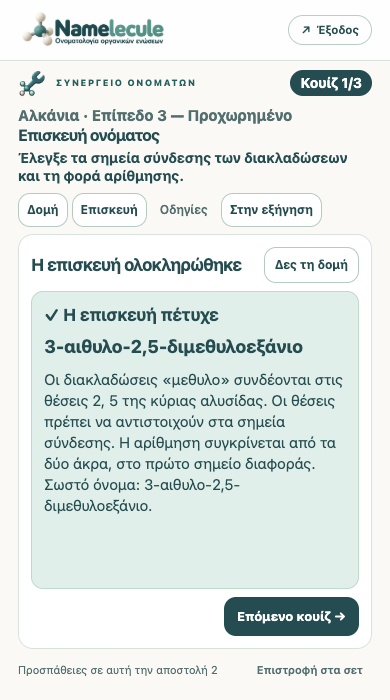 Namelecule
Ονοματολογία οργανικών ενώσεων
↗ Έξοδος
ΣΥΝΕΡΓΕΙΟ ΟΝΟΜΑΤΩΝ
Κουίζ 1/3
Αλκάνια · Επίπεδο 3 — Προχωρημένο
Επισκευή ονόματος
Έλεγξε τα σημεία σύνδεσης των διακλαδώσεων
και τη φορά αρίθμησης.
Δομή
Επισκευή
Οδηγίες
Στην εξήγηση
Η επισκευή ολοκληρώθηκε
Δες τη δομή
✓ Η επισκευή πέτυχε
3-αιθυλο-2,5-διμεθυλοεξάνιο
Οι διακλαδώσεις «μεθυλο» συνδέονται στις
θέσεις 2, 5 της κύριας αλυσίδας. Οι θέσεις
πρέπει να αντιστοιχούν στα σημεία
σύνδεσης. Η αρίθμηση συγκρίνεται από τα
δύο άκρα, στο πρώτο σημείο διαφοράς.
Σωστό όνομα: 3-αιθυλο-2,5-
διμεθυλοεξάνιο.
Επόμενο κουίζ →
Προσπάθειες σε αυτή την αποστολή 2
Επιστροφή στα σετ